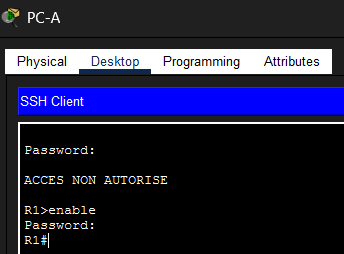 PC-A
Physical Desktop Programming Attributes
SSH Client
Password:
ACCES NON AUTORISE
R1>enable
Password:
R1#